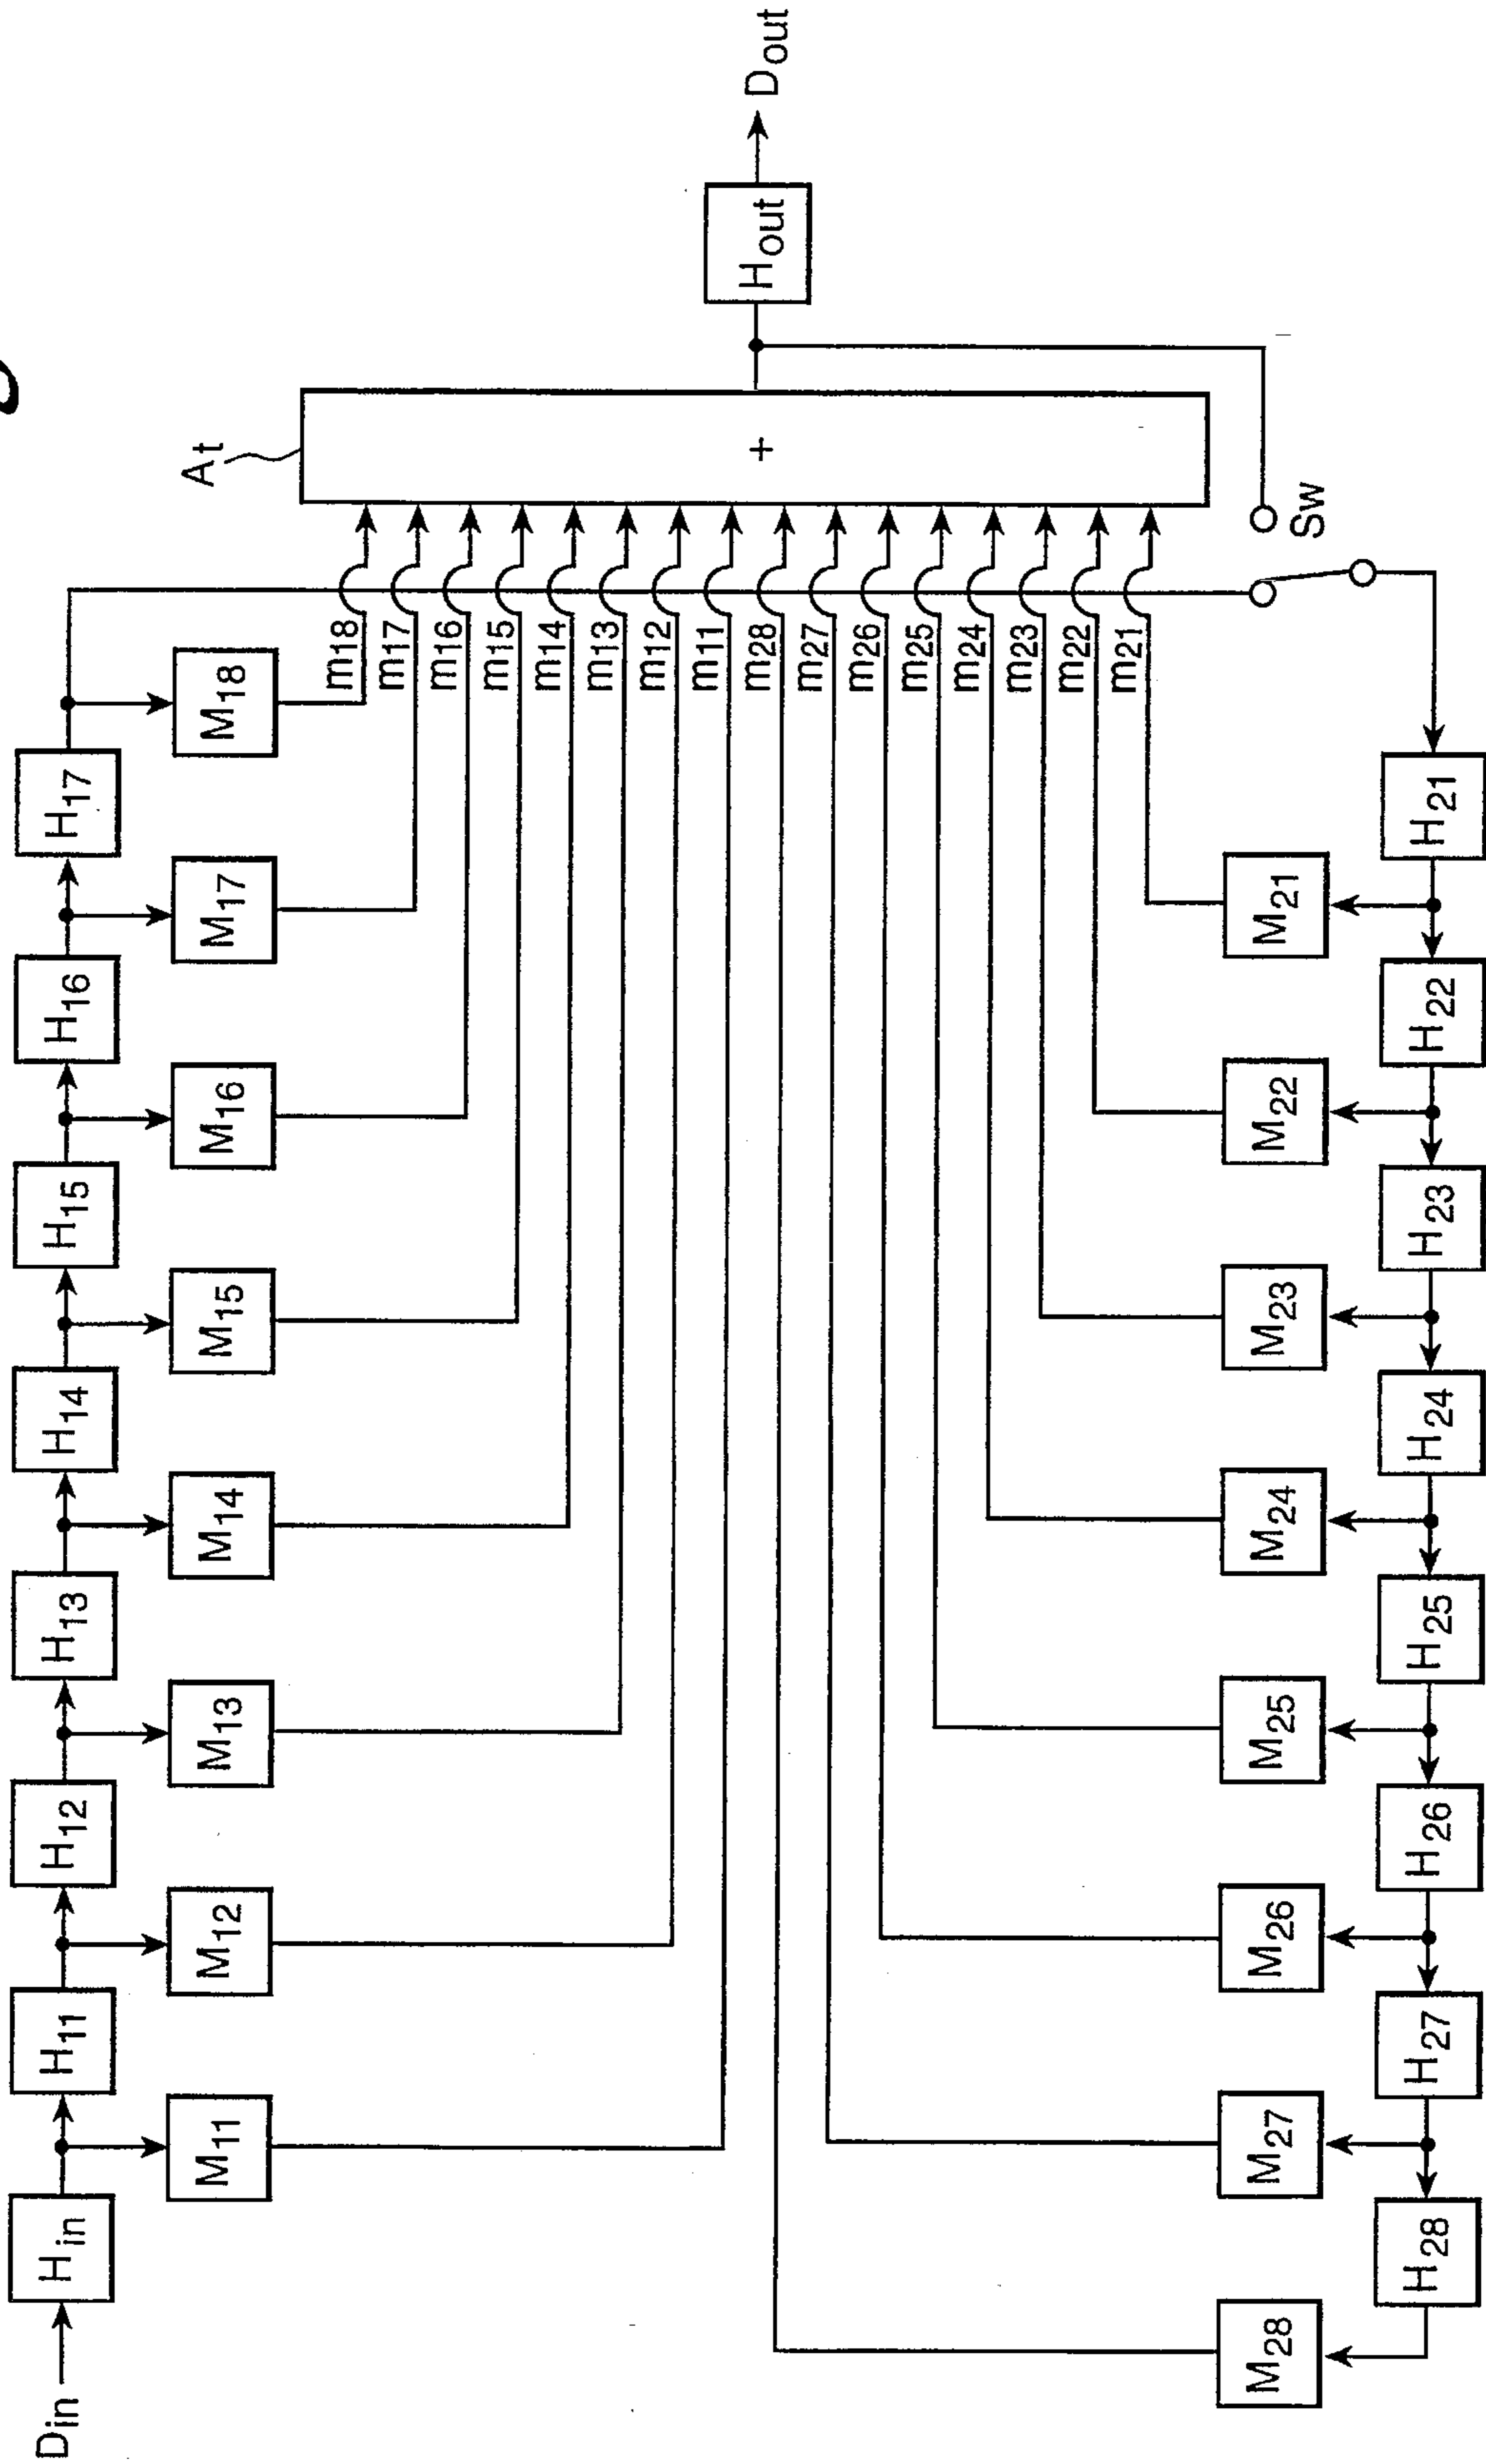 Din
Hin
H11
H12
H13
H14
H15
H16
H17
M11
M12
M13
M14
M15
M16
M17
M18
At
m18
m17
m16
m15
m14
m13
m12
m11
m28
m27
m26
m25
m24
m23
m22
m21
+
Hout
Dout
Sw
M28
M27
M26
M25
M24
M23
M22
M21
H28
H27
H26
H25
H24
H23
H22
H21